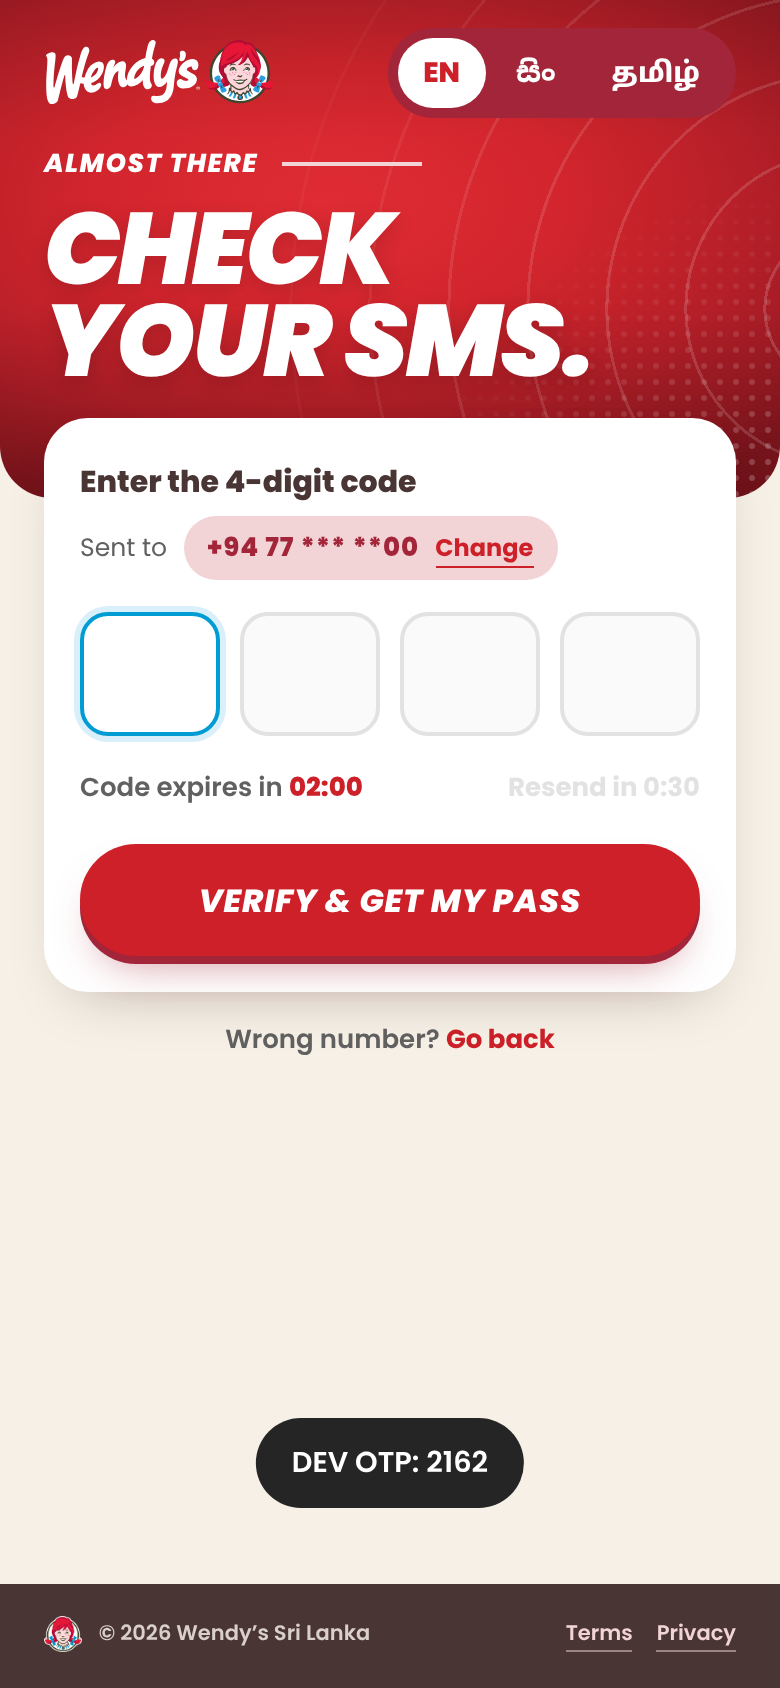 Wendy's
EN සිං தமிழ்
ALMOST THERE
CHECK
YOUR SMS.
Enter the 4-digit code
Sent to +94 77 *** **00 Change
Code expires in 02:00 Resend in 0:30
VERIFY & GET MY PASS
Wrong number? Go back
DEV OTP: 2162
© 2026 Wendy’s Sri Lanka Terms Privacy